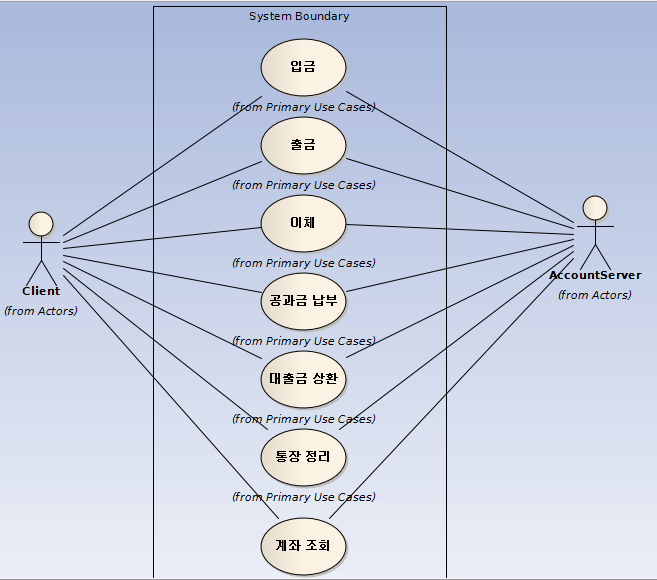 System Boundary
입금
(from Primary Use Cases)
출금
(from Primary Use Cases)
이체
(from Primary Use Cases)
공과금 납부
(from Primary Use Cases)
대출금 상환
(from Primary Use Cases)
통장 정리
(from Primary Use Cases)
계좌 조회
Client
(from Actors)
AccountServer
(from Actors)